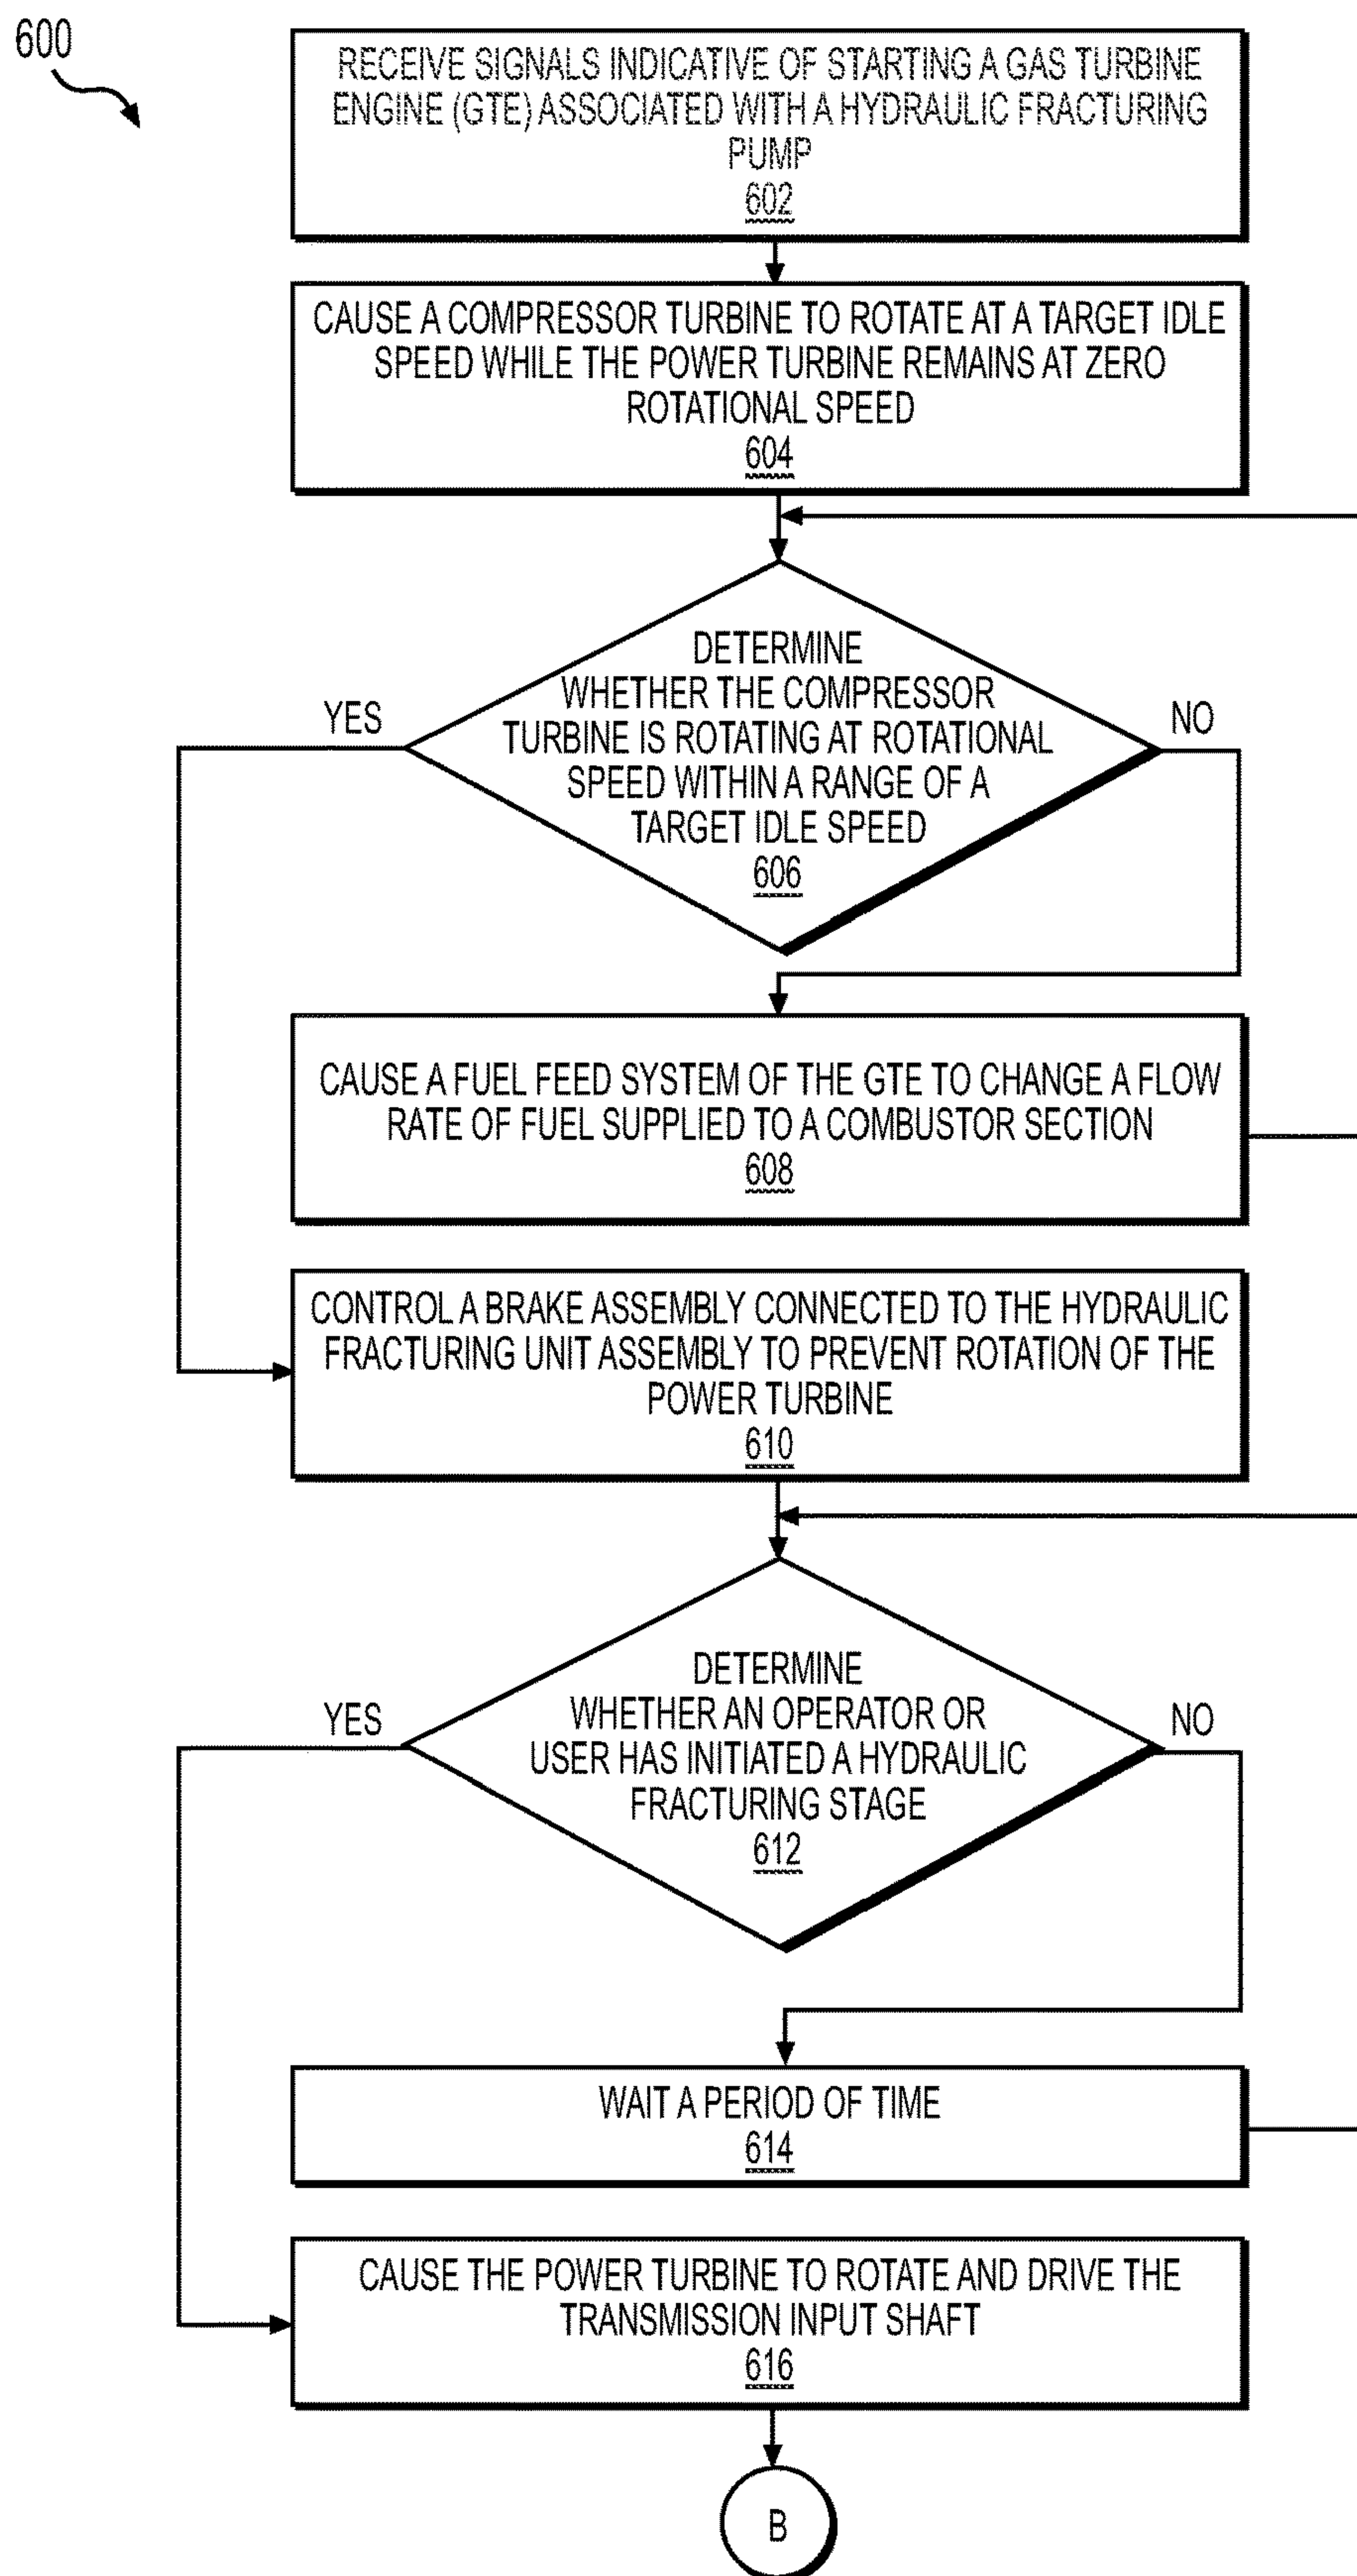 600
RECEIVE SIGNALS INDICATIVE OF STARTING A GAS TURBINE
ENGINE (GTE) ASSOCIATED WITH A HYDRAULIC FRACTURING
PUMP
602
CAUSE A COMPRESSOR TURBINE TO ROTATE AT A TARGET IDLE
SPEED WHILE THE POWER TURBINE REMAINS AT ZERO
ROTATIONAL SPEED
604
DETERMINE
WHETHER THE COMPRESSOR
TURBINE IS ROTATING AT ROTATIONAL
SPEED WITHIN A RANGE OF A
TARGET IDLE SPEED
606
YES
NO
CAUSE A FUEL FEED SYSTEM OF THE GTE TO CHANGE A FLOW
RATE OF FUEL SUPPLIED TO A COMBUSTOR SECTION
608
CONTROL A BRAKE ASSEMBLY CONNECTED TO THE HYDRAULIC
FRACTURING UNIT ASSEMBLY TO PREVENT ROTATION OF THE
POWER TURBINE
610
DETERMINE
WHETHER AN OPERATOR OR
USER HAS INITIATED A HYDRAULIC
FRACTURING STAGE
612
YES
NO
WAIT A PERIOD OF TIME
614
CAUSE THE POWER TURBINE TO ROTATE AND DRIVE THE
TRANSMISSION INPUT SHAFT
616
B